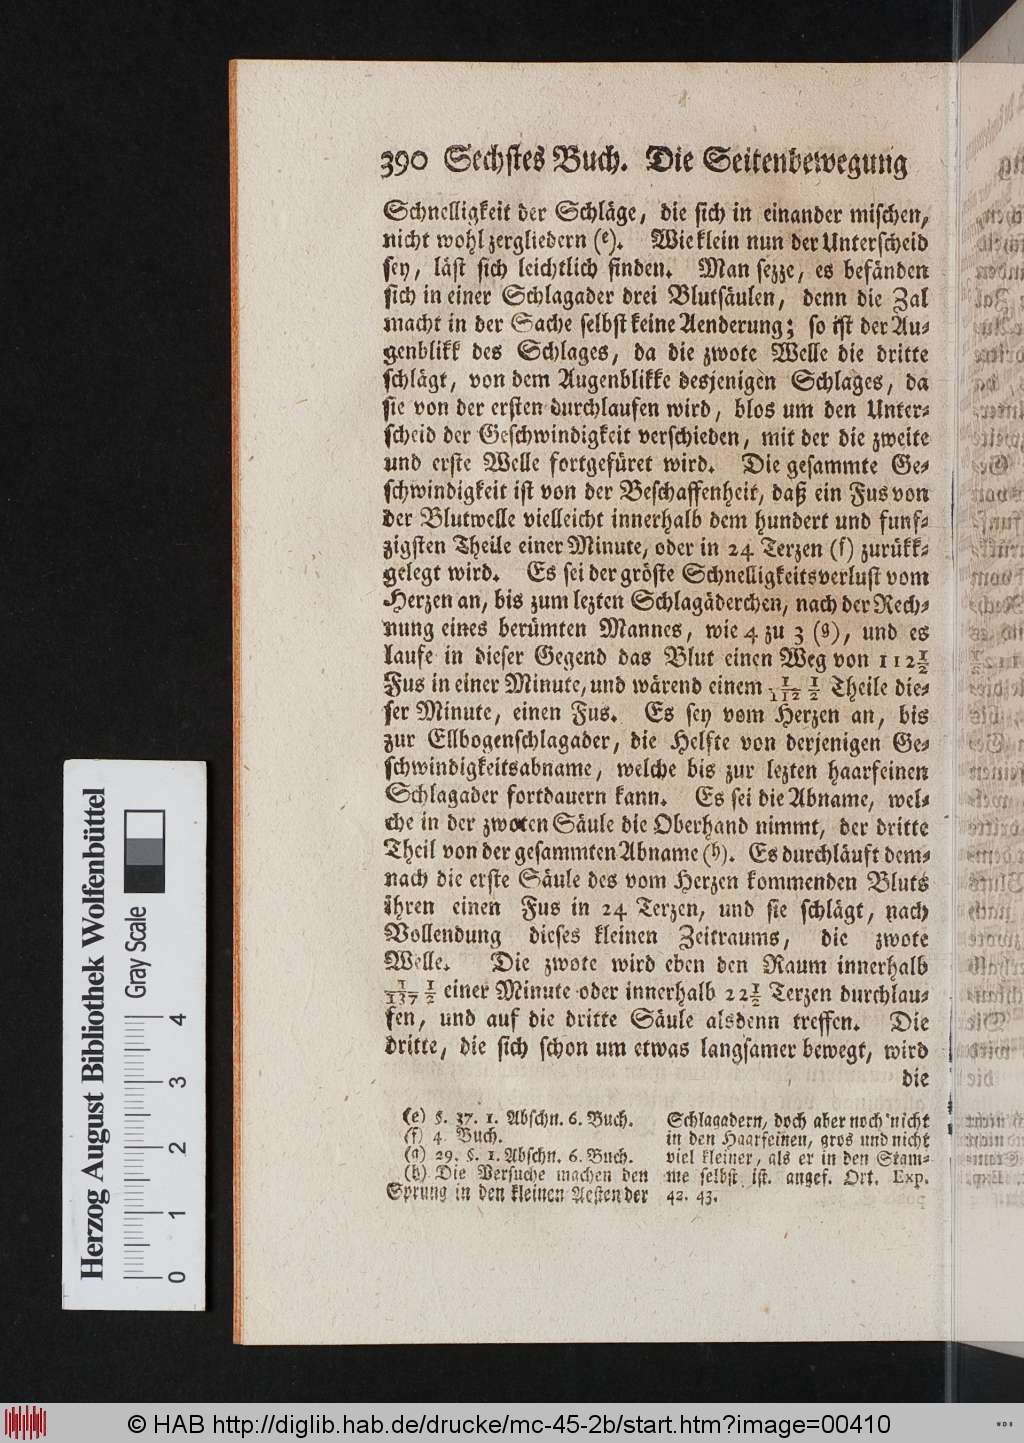 390 Sechstes Buch. Die Seitenbewegung
Schnelligkeit der Schläge, die sich in einander mischen,
nicht wohl zergliedern (e). Wie klein nun der Unterscheid
sey, läst sich leichtlich finden. Man sezze, es befänden
sich in einer Schlagader drei Blutsäulen, denn die Zal
macht in der Sache selbst keine Aenderung; so ist der Au-
genblikk des Schlages, da die zwote Welle die dritte
schlägt, von dem Augenblikke desjenigen Schlages, da
sie von der ersten durchlaufen wird, blos um den Unter-
scheid der Geschwindigkeit verschieden, mit der die zweite
und erste Welle fortgefüret wird. Die gesammte Ge-
schwindigkeit ist von der Beschaffenheit, daß ein Fus von
der Blutwelle vielleicht innerhalb dem hundert und funf-
zigsten Theile einer Minute, oder in 24 Terzen (f) zurükk-
gelegt wird. Es sei der gröste Schnelligkeitsverlust vom
Herzen an, bis zum lezten Schlagäderchen, nach der Rech-
nung eines berümten Mannes, wie 4 zu 3 (g), und es
laufe in dieser Gegend das Blut einen Weg von 112 1/2
Fus in einer Minute, und wärend einem 1/112 1/2 Theile die-
ser Minute, einen Fus. Es sey vom Herzen an, bis
zur Ellbogenschlagader, die Helfte von derjenigen Ge-
schwindigkeitsabname, welche bis zur lezten haarfeinen
Schlagader fortdauern kann. Es sei die Abname, wel-
che in der zwoten Säule die Oberhand nimmt, der dritte
Theil von der gesammten Abname (h). Es durchläuft dem-
nach die erste Säule des vom Herzen kommenden Bluts
ihren einen Fus in 24 Terzen, und sie schlägt, nach
Vollendung dieses kleinen Zeitraums, die zwote
Welle. Die zwote wird eben den Raum innerhalb
1/137 1/2 einer Minute oder innerhalb 22 1/2 Terzen durchlau-
fen, und auf die dritte Säule alsdenn treffen. Die
dritte, die sich schon um etwas langsamer bewegt, wird
die
(e) §. 37. 1. Abschn. 6. Buch.
(f) 4. Buch.
(g) 29. §. 1. Abschn. 6. Buch.
(h) Die Versuche machen den
Sprung in den kleinen Aesten der
Schlagadern, doch aber noch nicht
in den Haarfeinen, gros und nicht
viel kleiner, als er in den Stam-
me selbst ist. angef. Ort. Exp.
42. 43.
Herzog August Bibliothek Wolfenbüttel
Gray Scale
0 1 2 3 4
© HAB http://diglib.hab.de/drucke/mc-45-2b/start.htm?image=00410